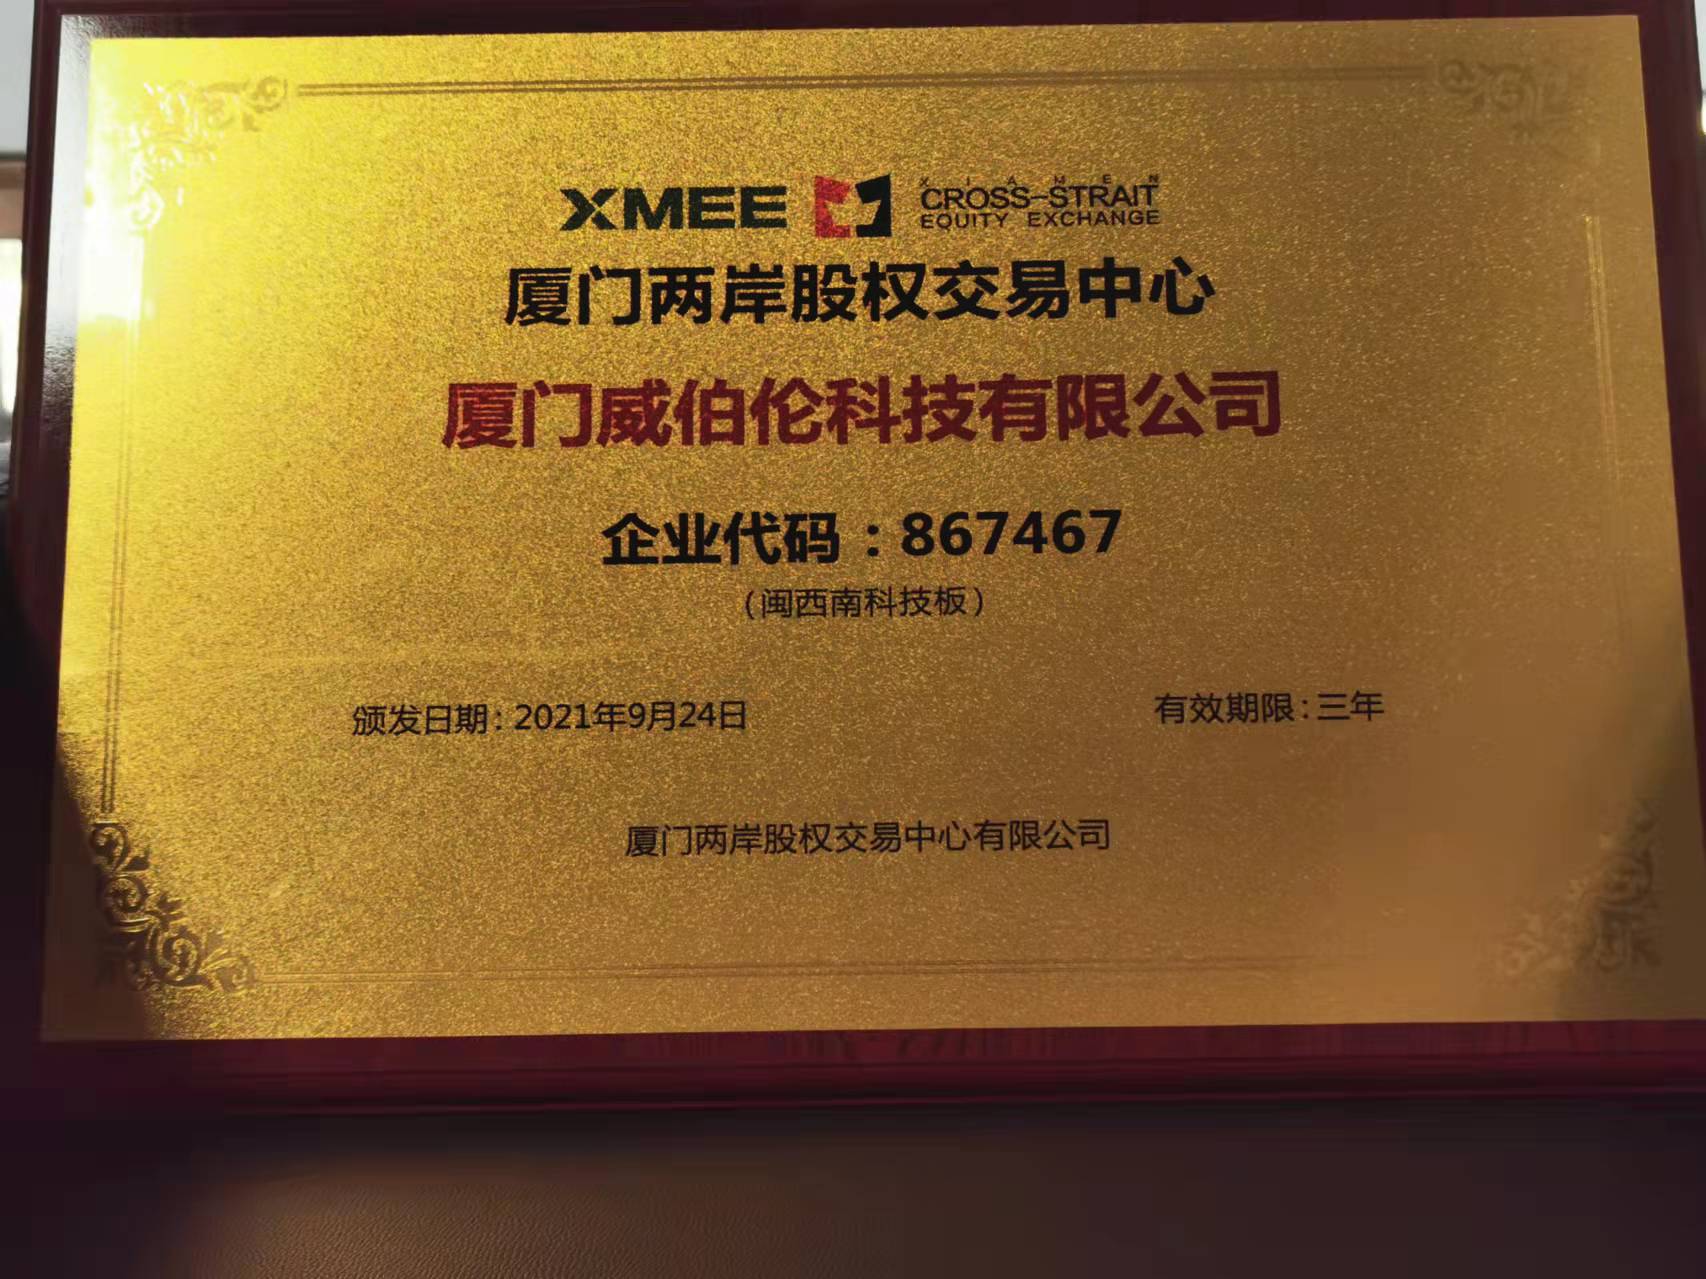 XMEE
XIAMEN
CROSS-STRAIT
EQUITY EXCHANGE
厦门两岸股权交易中心
厦门威伯伦科技有限公司
企业代码：867467
（闽西南科技板）
颁发日期：2021年9月24日
有效期限：三年
厦门两岸股权交易中心有限公司